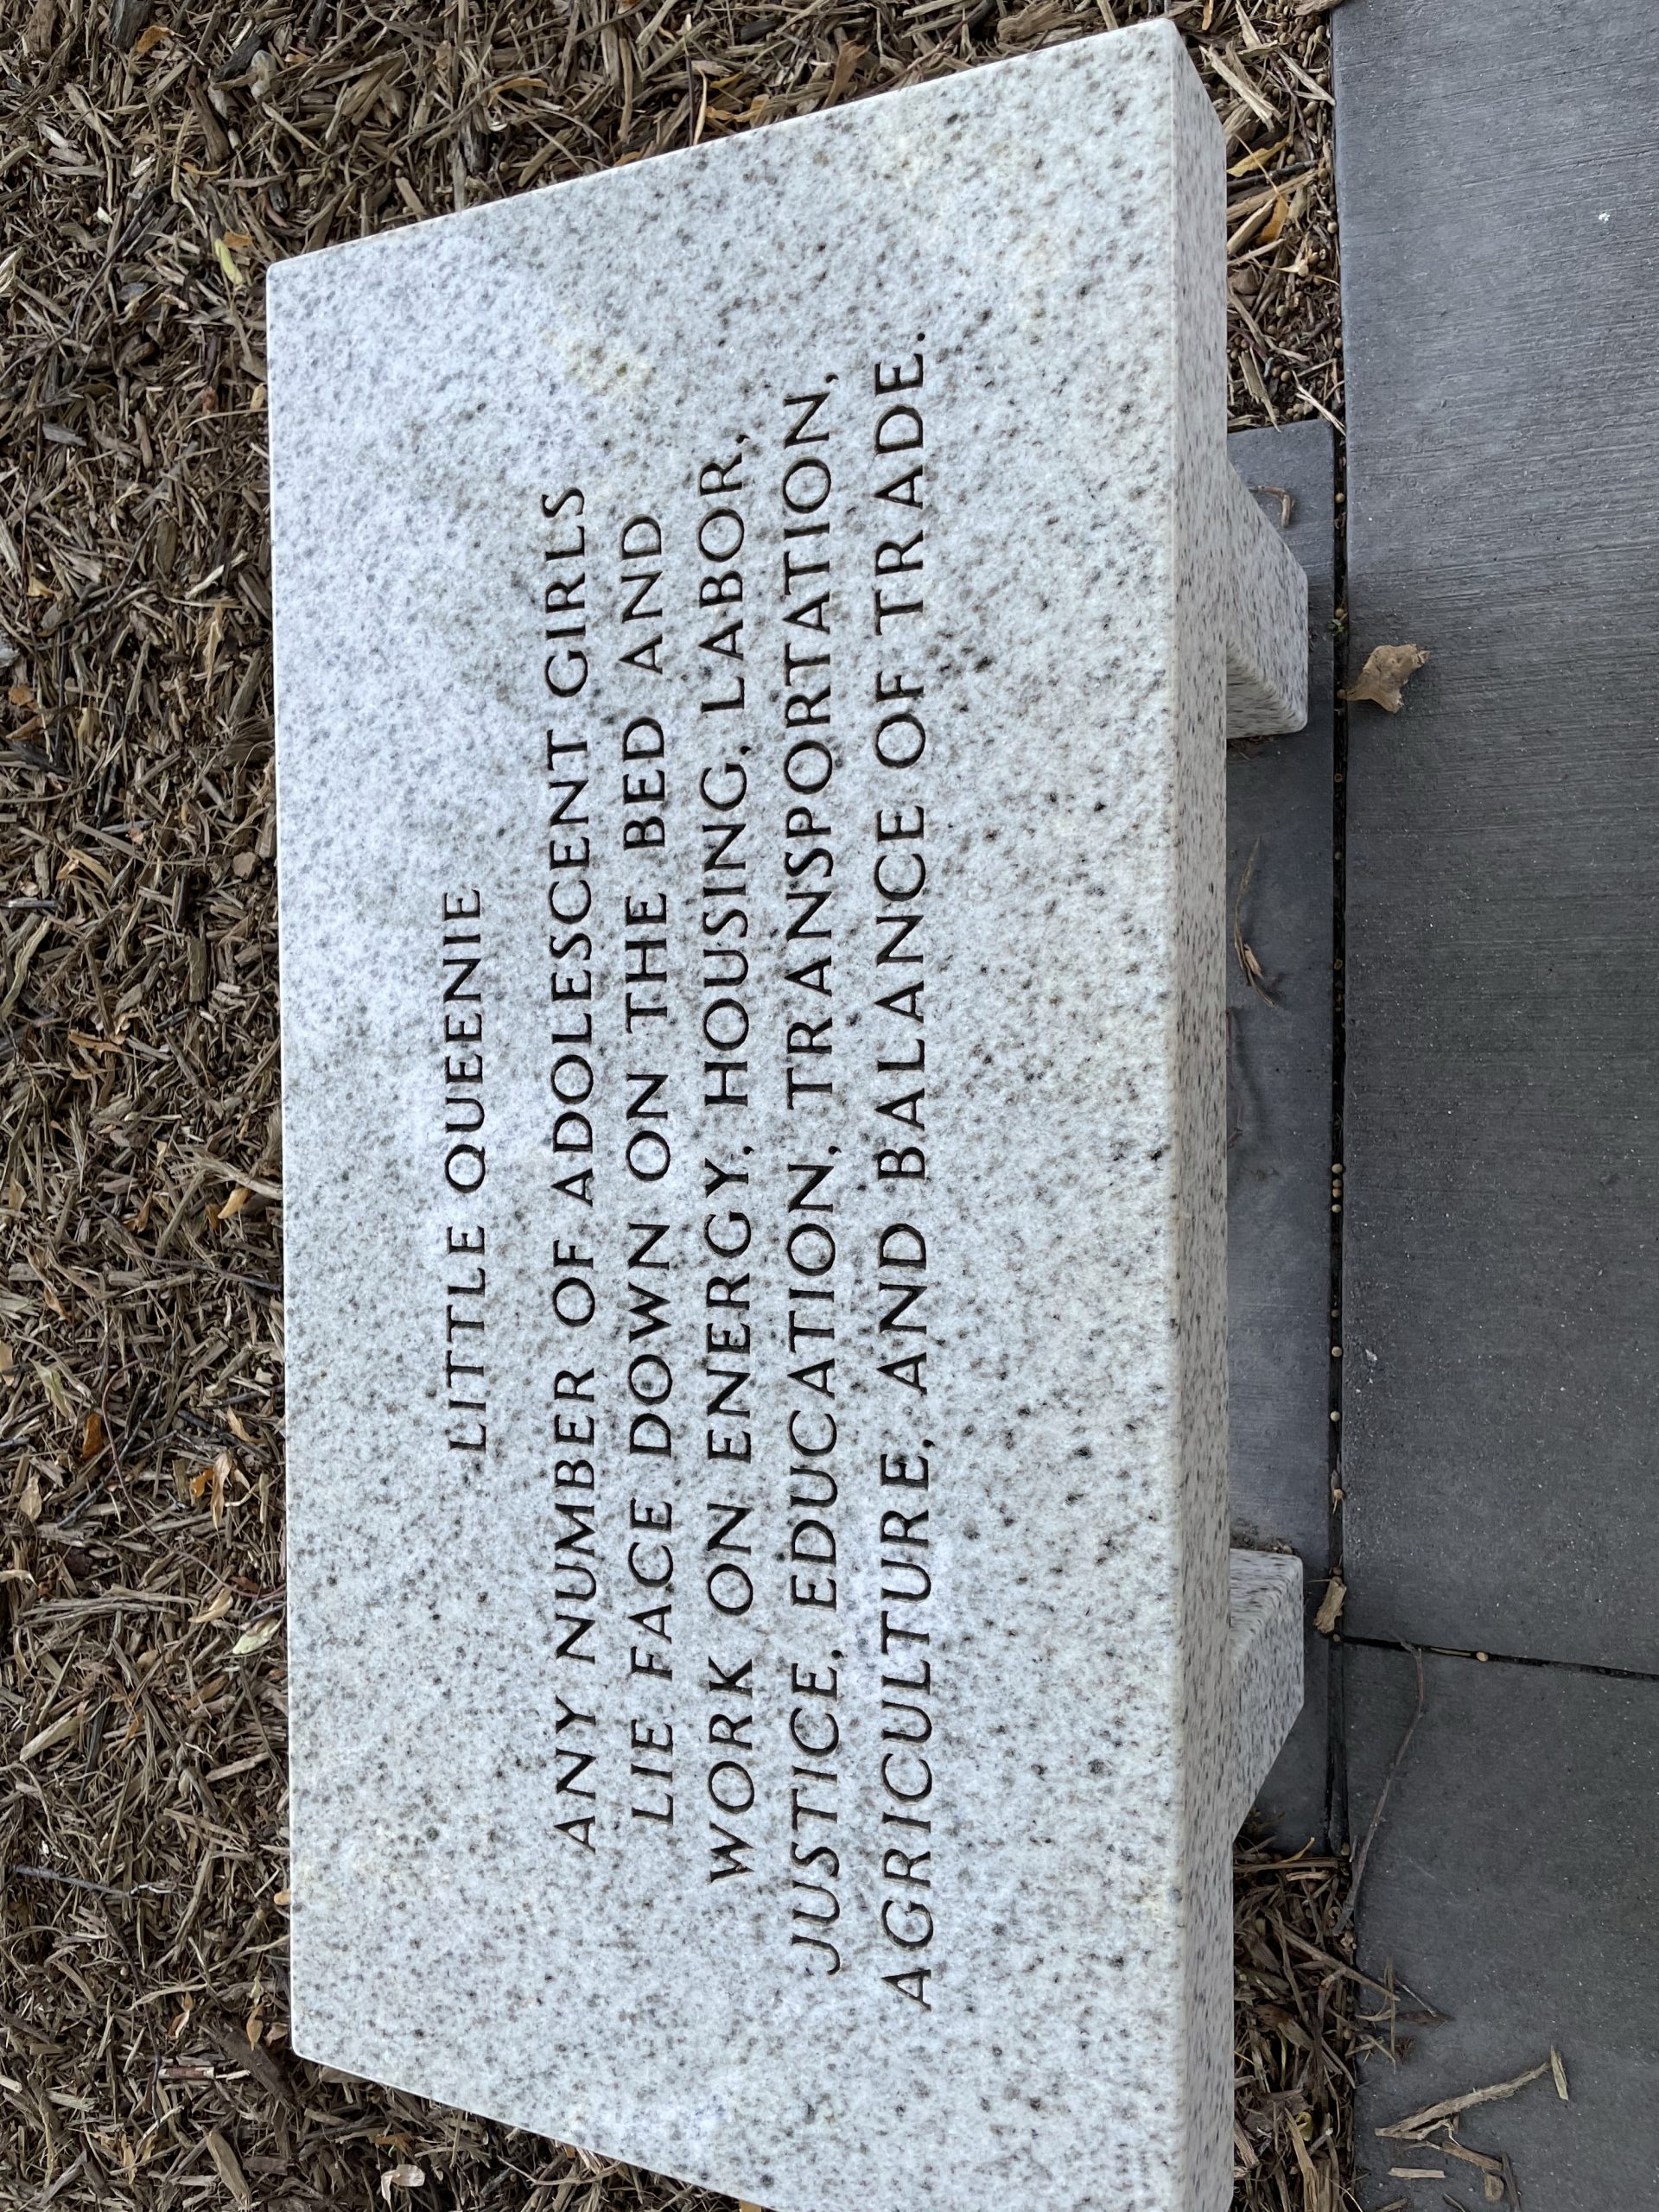 LITTLE QUEENIE
ANY NUMBER OF ADOLESCENT GIRLS
LIE FACE DOWN ON THE BED AND
WORK ON ENERGY, HOUSING, LABOR,
JUSTICE, EDUCATION, TRANSPORTATION,
AGRICULTURE, AND BALANCE OF TRADE.